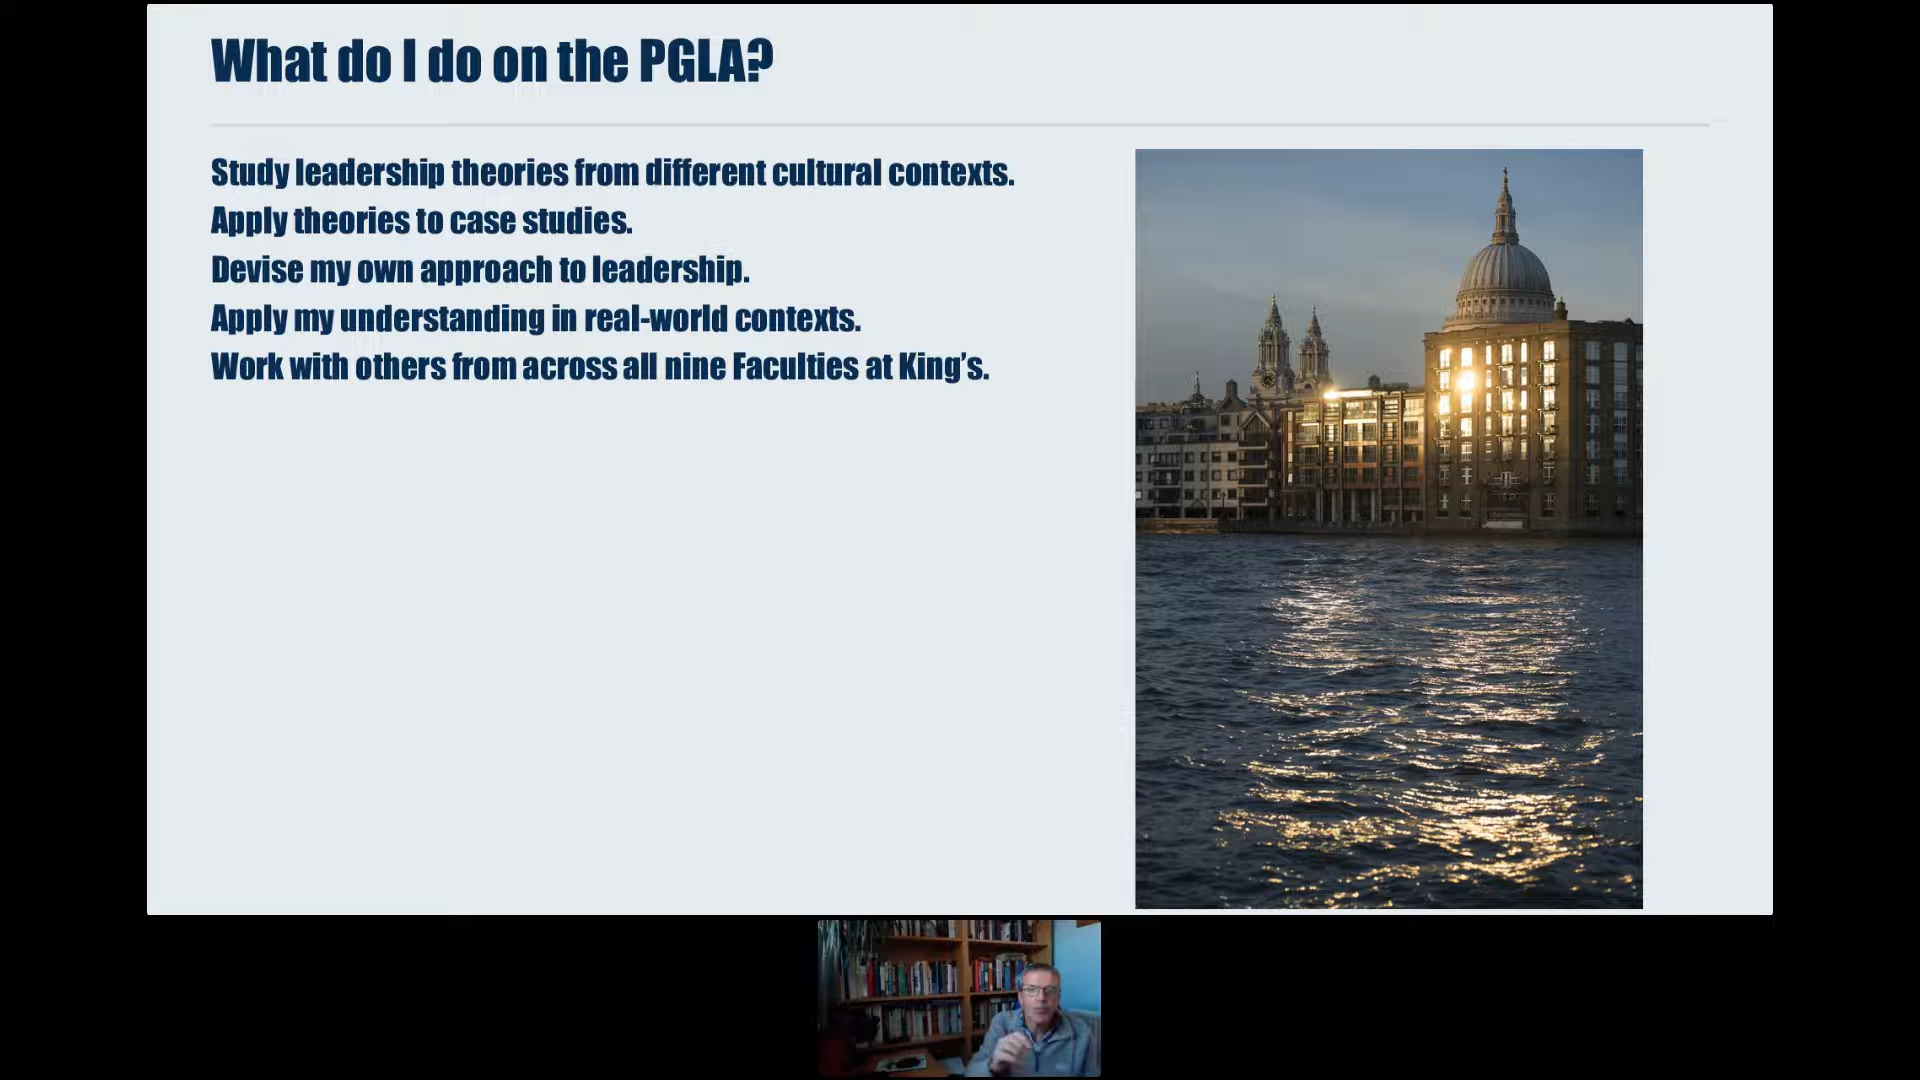 What do I do on the PGLA?
Study leadership theories from different cultural contexts.
Apply theories to case studies.
Devise my own approach to leadership.
Apply my understanding in real-world contexts.
Work with others from across all nine Faculties at King’s.